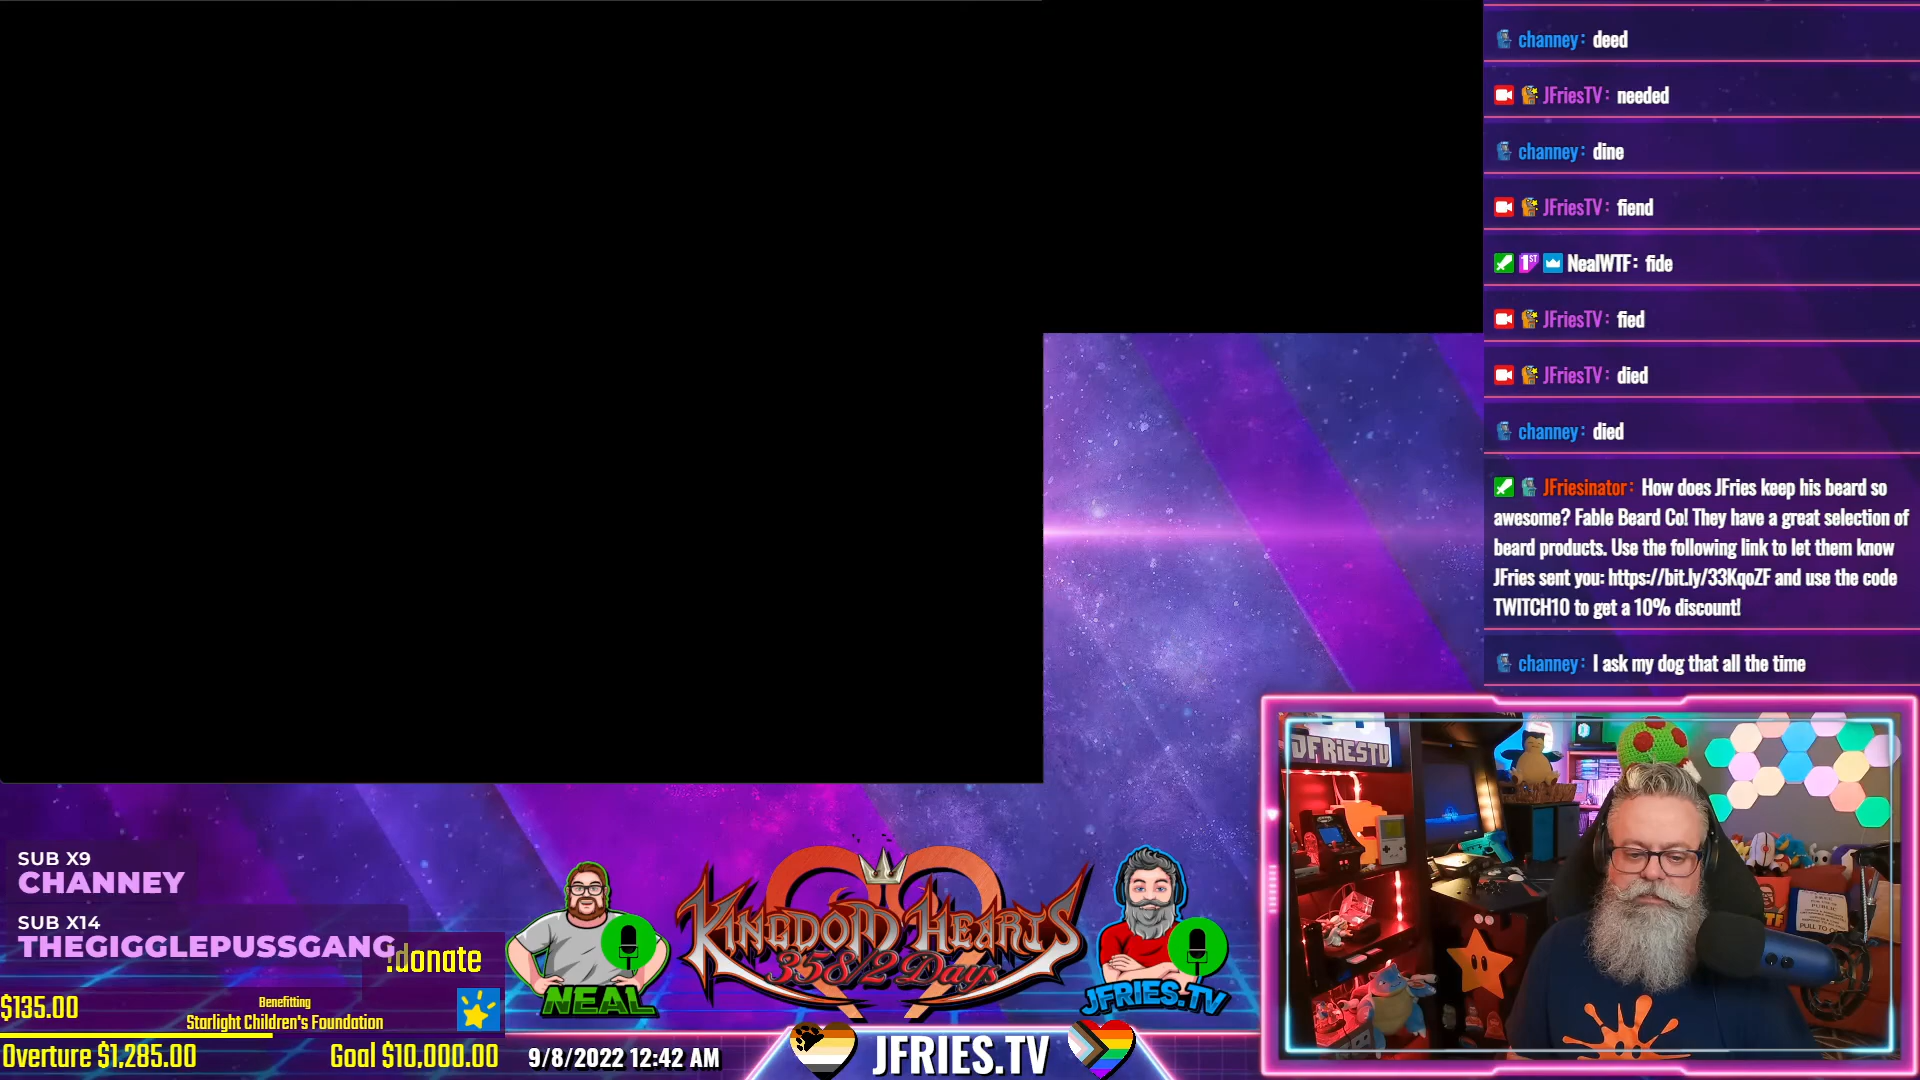 channey: deed
JFriesTV: needed
channey: dine
JFriesTV: fiend
1ST NealWTF: fide
JFriesTV: fied
JFriesTV: died
channey: died
JFriesinator: How does JFries keep his beard so
awesome? Fable Beard Co! They have a great selection of
beard products. Use the following link to let them know
JFries sent you: https://bit.ly/33KqoZF and use the code
TWITCH10 to get a 10% discount!
channey: I ask my dog that all the time
JFRIESTV
SUB X9
CHANNEY
SUB X14
THEGIGGLEPUSSGANG
!donate
$135.00
Benefitting
Starlight Children's Foundation
Overture $1,285.00
Goal $10,000.00
NEAL
KINGDOM HEARTS
358/2 Days
JFRIES.TV
9/8/2022 12:42 AM
JFRIES.TV